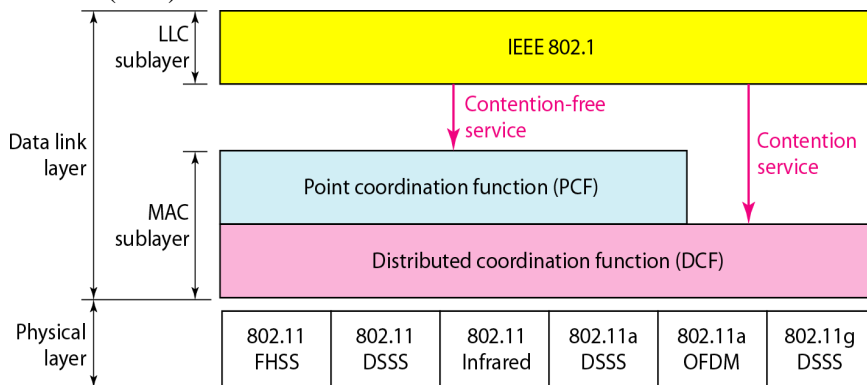 LLC
sublayer
IEEE 802.1
Contention-free
service
Data link
layer
Contention
service
MAC
sublayer
Point coordination function (PCF)
Distributed coordination function (DCF)
Physical
layer
802.11
FHSS
802.11
DSSS
802.11
Infrared
802.11a
DSSS
802.11a
OFDM
802.11g
DSSS